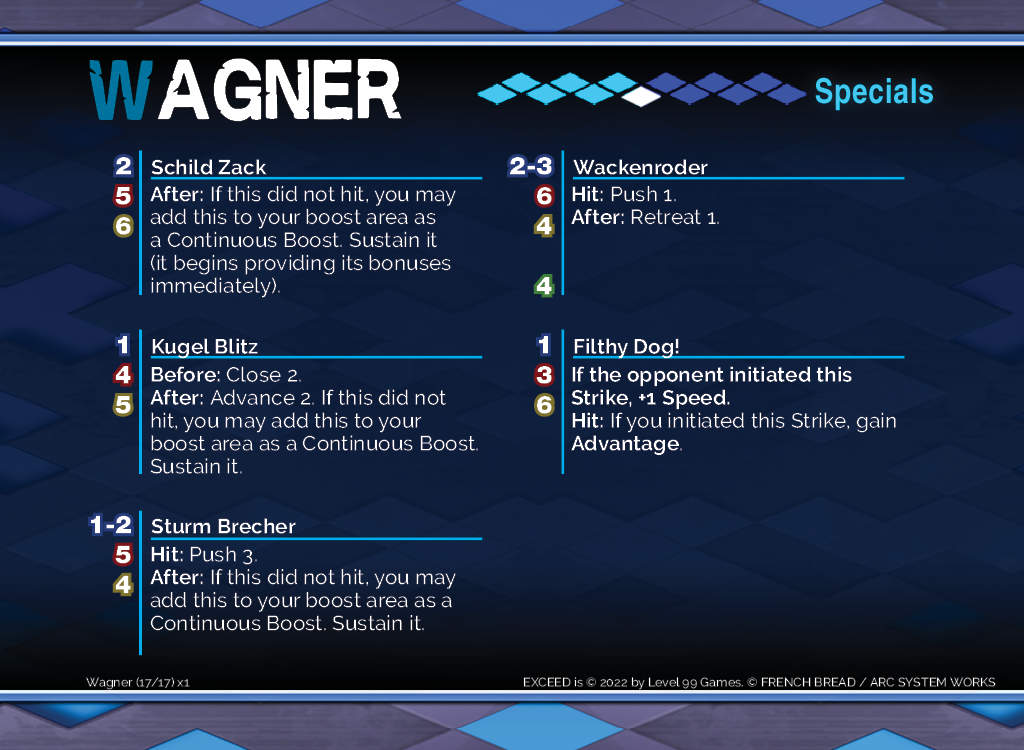 WAGNER
Specials
2
Schild Zack
5
After: If this did not hit, you may
add this to your boost area as
6
a Continuous Boost. Sustain it
(it begins providing its bonuses
immediately).
2-3
Wackenroder
6
Hit: Push 1.
4
After: Retreat 1.
4
1
Kugel Blitz
4
Before: Close 2.
5
After: Advance 2. If this did not
hit, you may add this to your
boost area as a Continuous Boost.
Sustain it.
1
Filthy Dog!
3
If the opponent initiated this
6
Strike, +1 Speed.
Hit: If you initiated this Strike, gain
Advantage.
1-2
Sturm Brecher
5
Hit: Push 3.
4
After: If this did not hit, you may
add this to your boost area as a
Continuous Boost. Sustain it.
Wagner (17/17) x1
EXCEED is © 2022 by Level 99 Games. © FRENCH BREAD / ARC SYSTEM WORKS